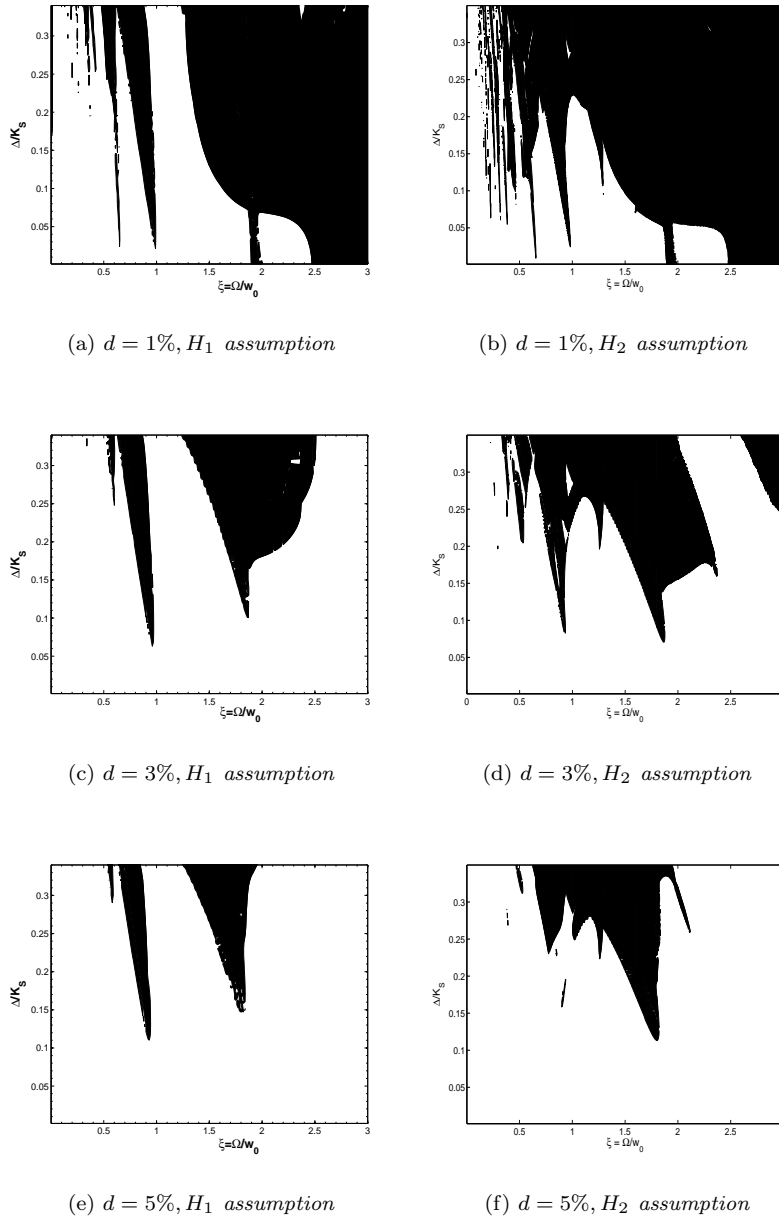 0.35
0.3
0.25
0.2
0.15
0.1
0.05
Δ/K_S
0.5 1 1.5 2 2.5 3
ξ=Ω/w_0
(a) d = 1%, H_1 assumption
0.35
0.3
0.25
0.2
0.15
0.1
0.05
Δ/K_S
0.5 1 1.5 2 2.5
ξ = Ω/w_0
(b) d = 1%, H_2 assumption
0.3
0.25
0.2
0.15
0.1
0.05
Δ/K_S
0.5 1 1.5 2 2.5 3
ξ=Ω/w_0
(c) d = 3%, H_1 assumption
0.35
0.3
0.25
0.2
0.15
0.1
0.05
Δ/K_S
0 0.5 1 1.5 2 2.5
ξ = Ω/w_0
(d) d = 3%, H_2 assumption
0.3
0.25
0.2
0.15
0.1
0.05
Δ/K_S
0.5 1 1.5 2 2.5 3
ξ=Ω/w_0
(e) d = 5%, H_1 assumption
0.35
0.3
0.25
0.2
0.15
0.1
0.05
Δ/K_S
0.5 1 1.5 2 2.5
ξ = Ω/w_0
(f) d = 5%, H_2 assumption